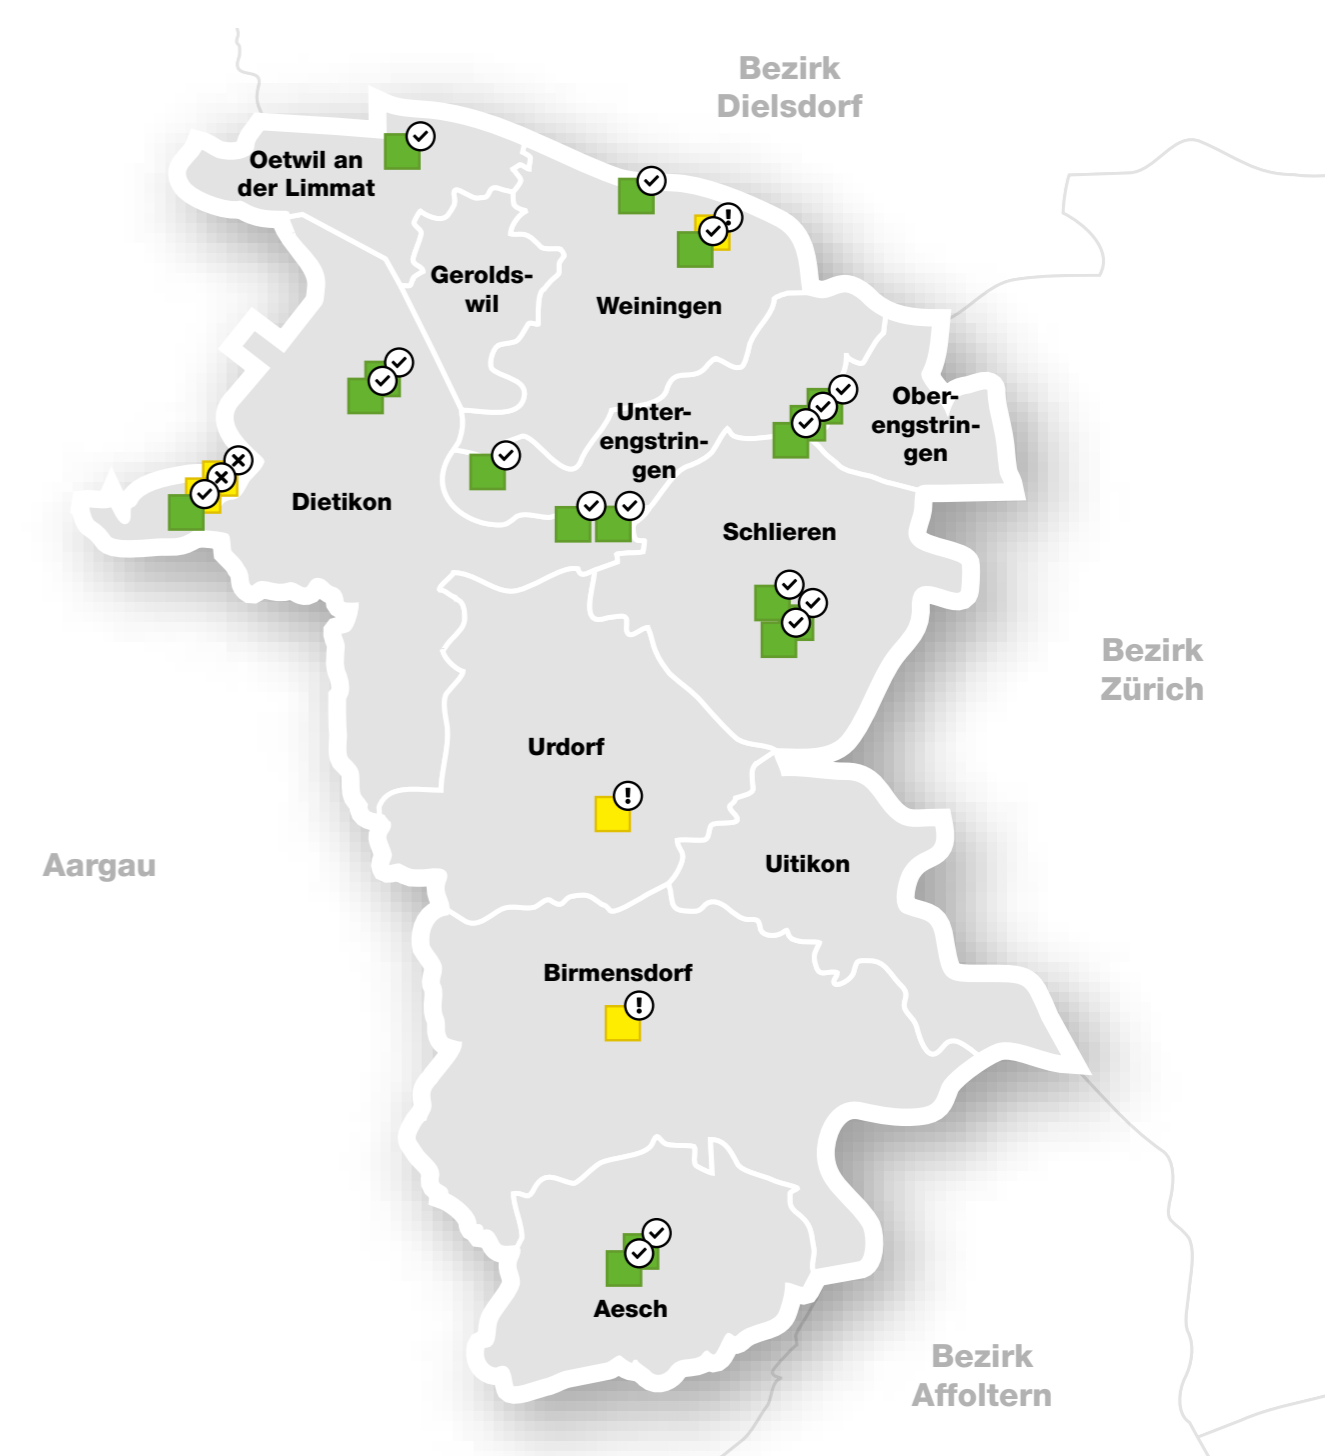 Bezirk
Dielsdorf
Oetwil an
der Limmat
Gerolds-
wil
Weiningen
Unter-
engstrin-
gen
Ober-
engstrin-
gen
Dietikon
Schlieren
Bezirk
Zürich
Urdorf
Aargau
Uitikon
Birmensdorf
Aesch
Bezirk
Affoltern